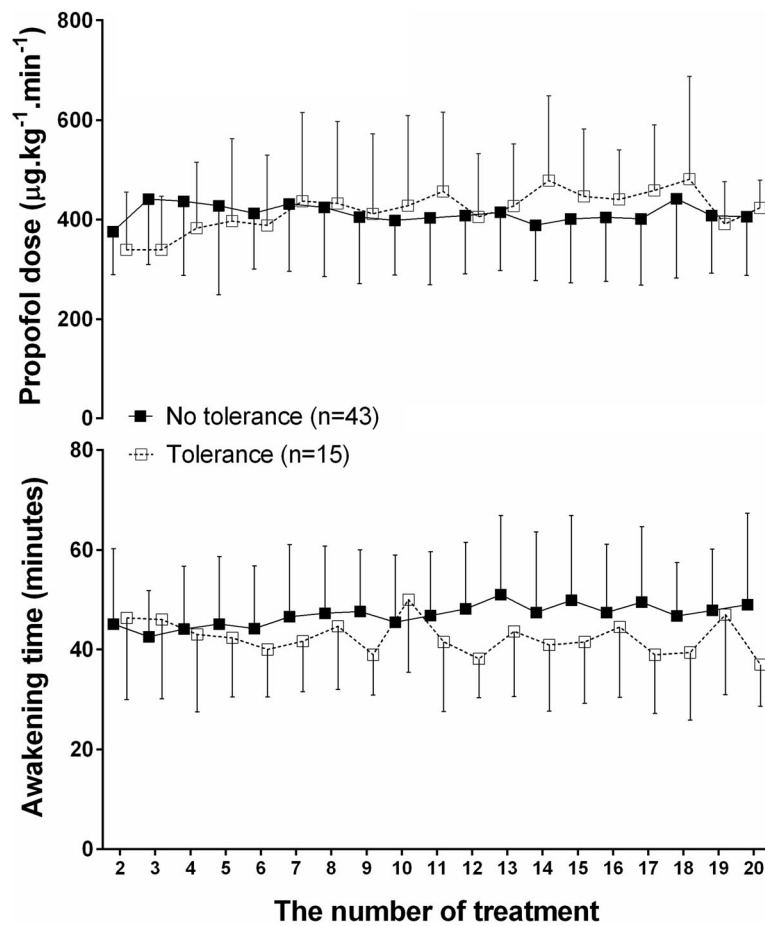 Propofol dose (µg.kg⁻¹.min⁻¹)
800
600
400
200
0
No tolerance (n=43)
Tolerance (n=15)
Awakening time (minutes)
80
60
40
20
0
2 3 4 5 6 7 8 9 10 11 12 13 14 15 16 17 18 19 20
The number of treatment